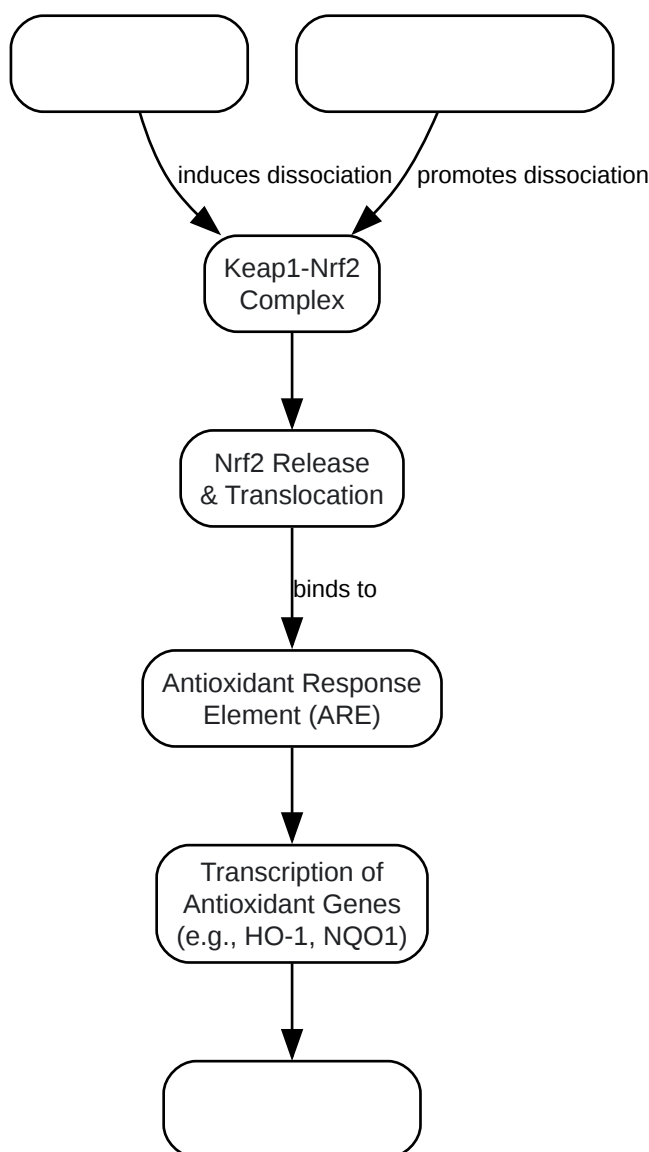 induces dissociation
promotes dissociation
Keap1-Nrf2
Complex
Nrf2 Release
& Translocation
binds to
Antioxidant Response
Element (ARE)
Transcription of
Antioxidant Genes
(e.g., HO-1, NQO1)